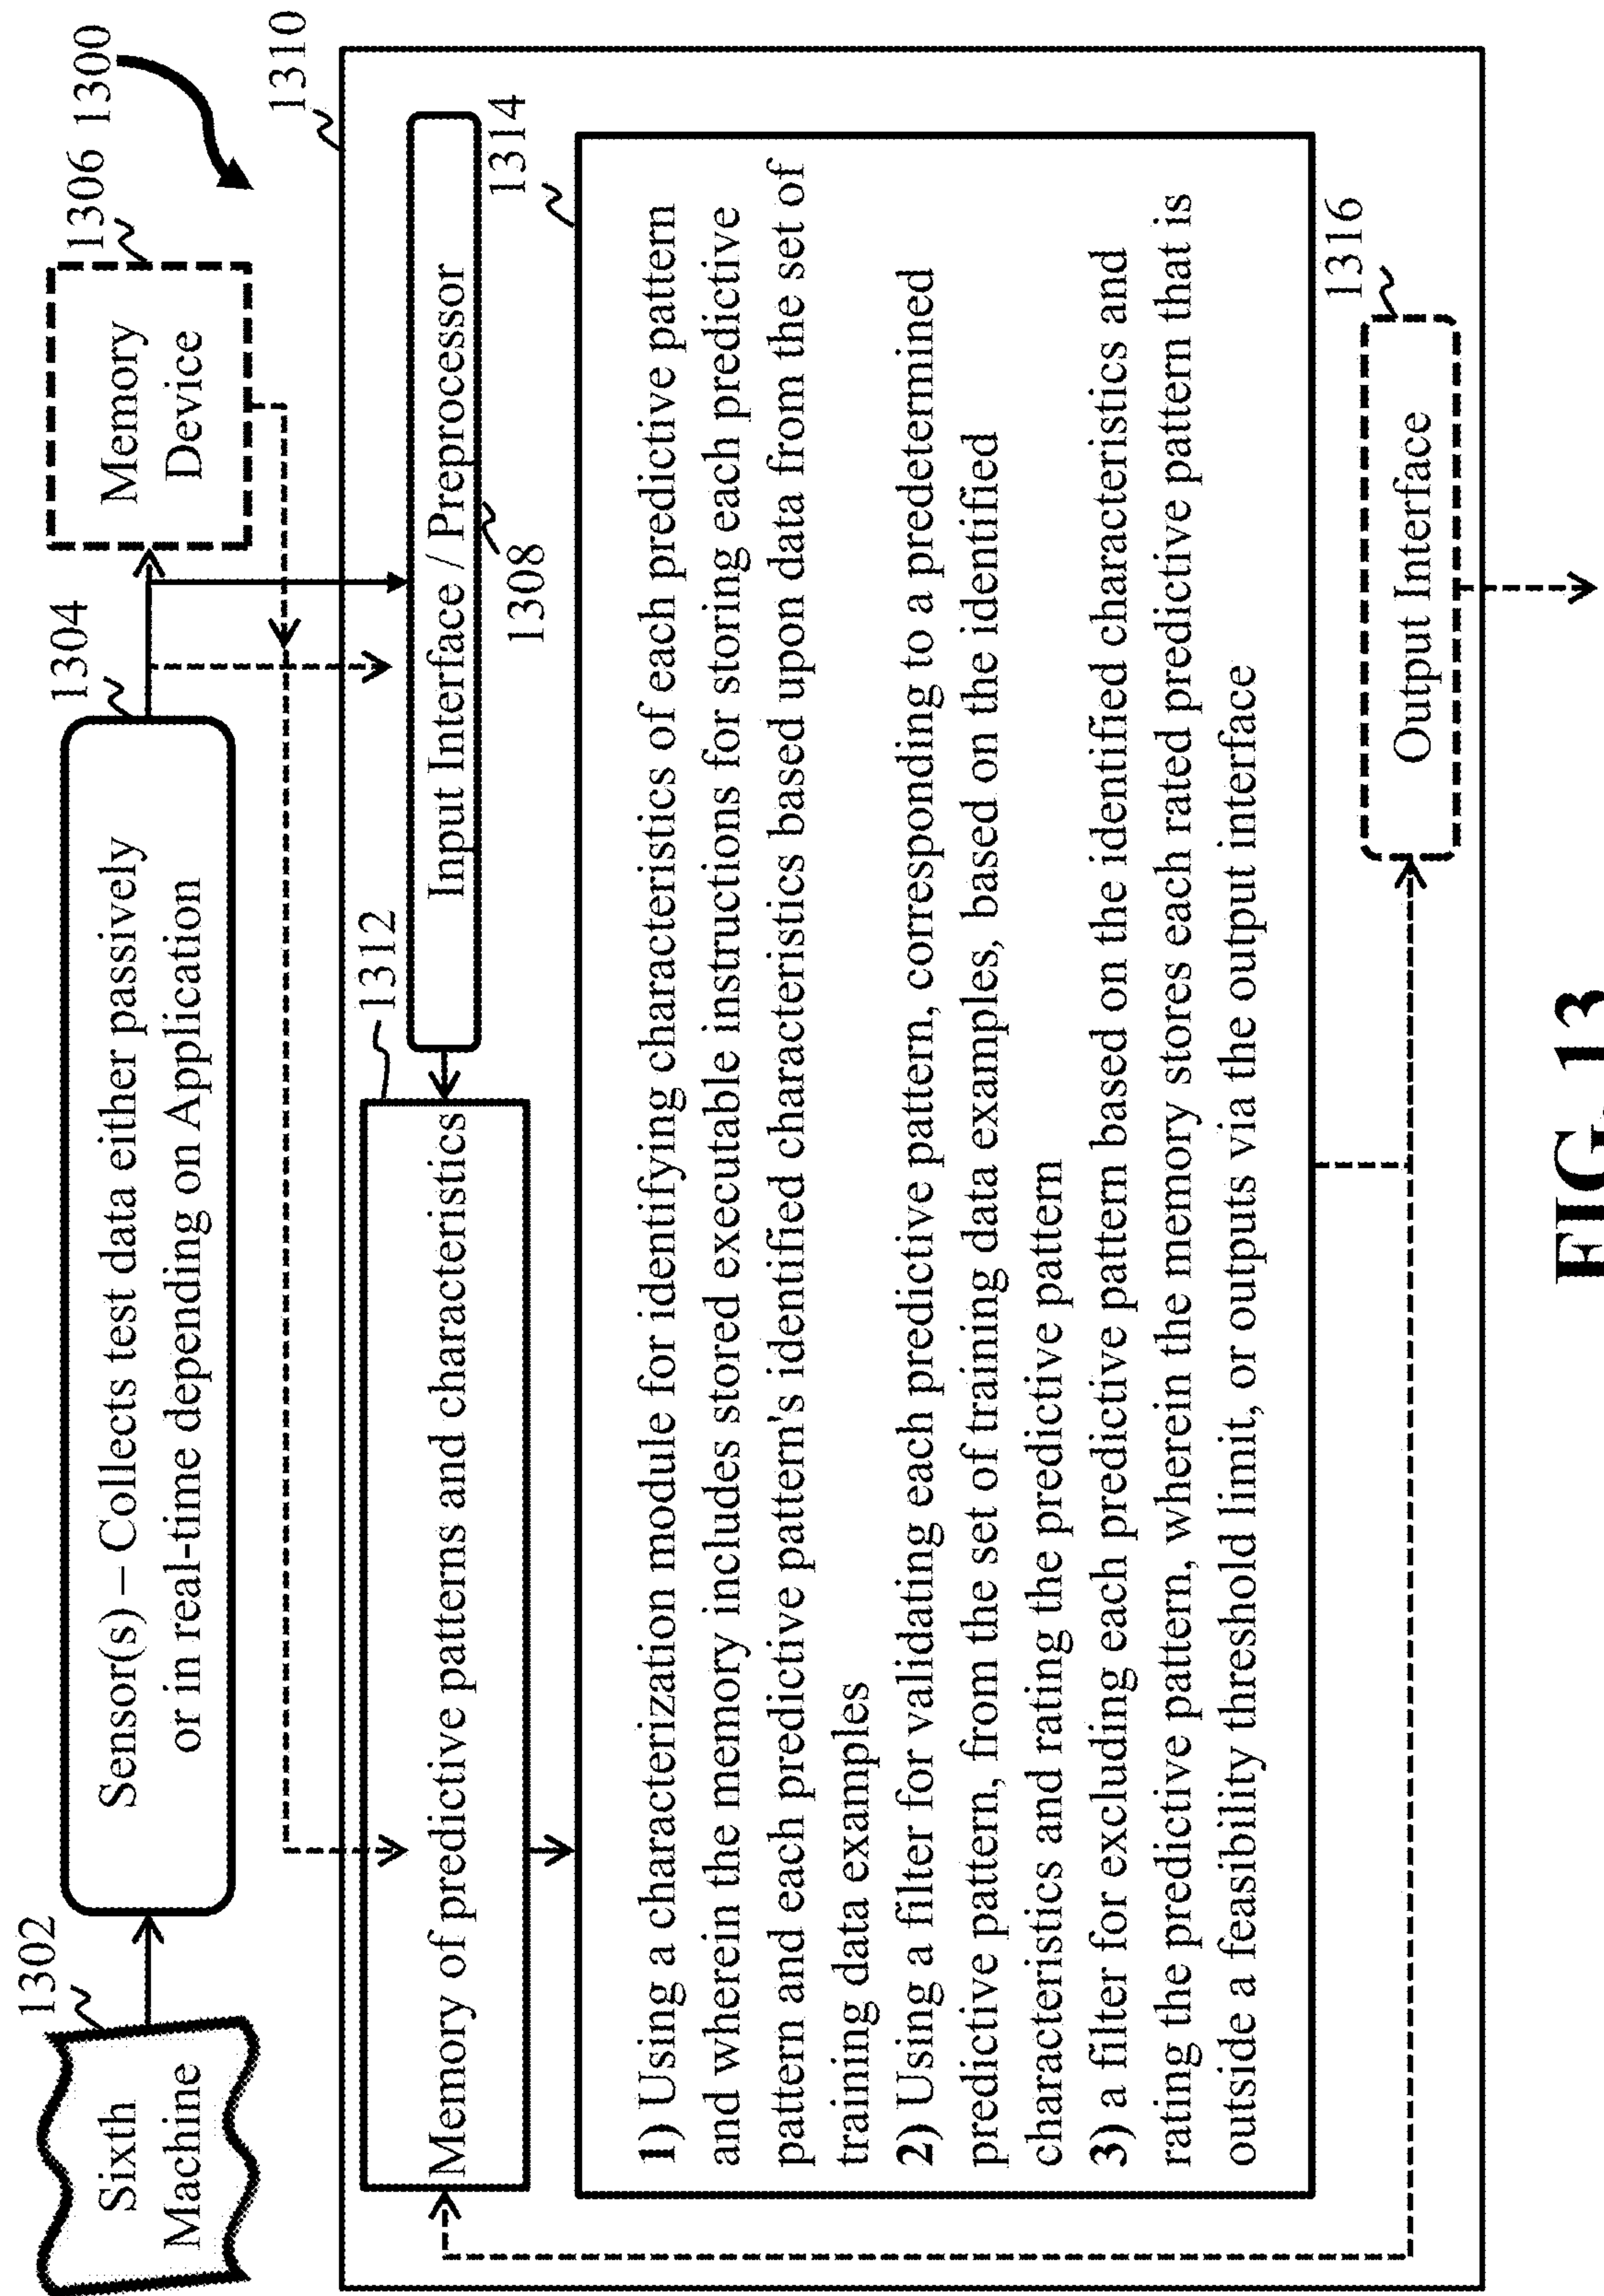 1300
1302
Sixth
Machine
1304
Sensor(s) – Collects test data either passively
or in real-time depending on Application
1306
Memory
Device
1310
1312
Memory of predictive patterns and characteristics
Input Interface / Preprocessor
1308
1314
1) Using a characterization module for identifying characteristics of each predictive pattern
and wherein the memory includes stored executable instructions for storing each predictive
pattern and each predictive pattern's identified characteristics based upon data from the set of
training data examples
2) Using a filter for validating each predictive pattern, corresponding to a predetermined
predictive pattern, from the set of training data examples, based on the identified
characteristics and rating the predictive pattern
3) a filter for excluding each predictive pattern based on the identified characteristics and
rating the predictive pattern, wherein the memory stores each rated predictive pattern that is
outside a feasibility threshold limit, or outputs via the output interface
1316
Output Interface
FIG. 13